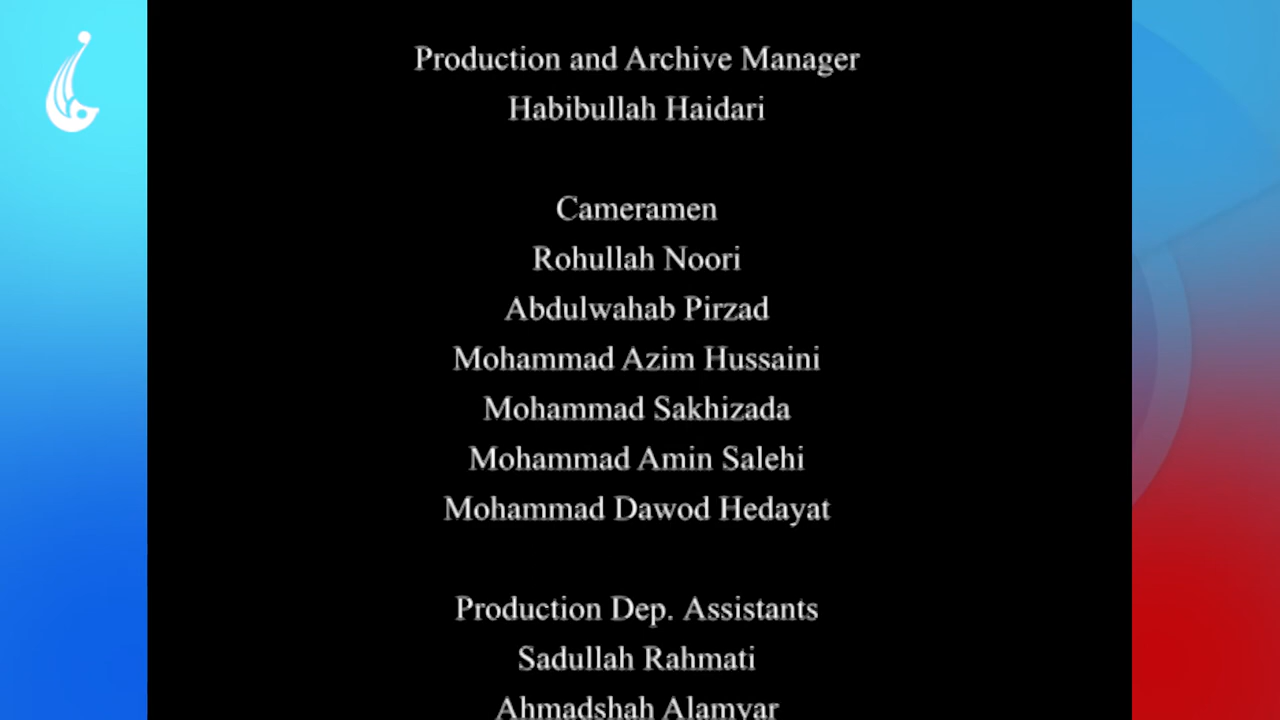 Production and Archive Manager
Habibullah Haidari
Cameramen
Rohullah Noori
Abdulwahab Pirzad
Mohammad Azim Hussaini
Mohammad Sakhizada
Mohammad Amin Salehi
Mohammad Dawod Hedayat
Production Dep. Assistants
Sadullah Rahmati
Ahmadshah Alamyar